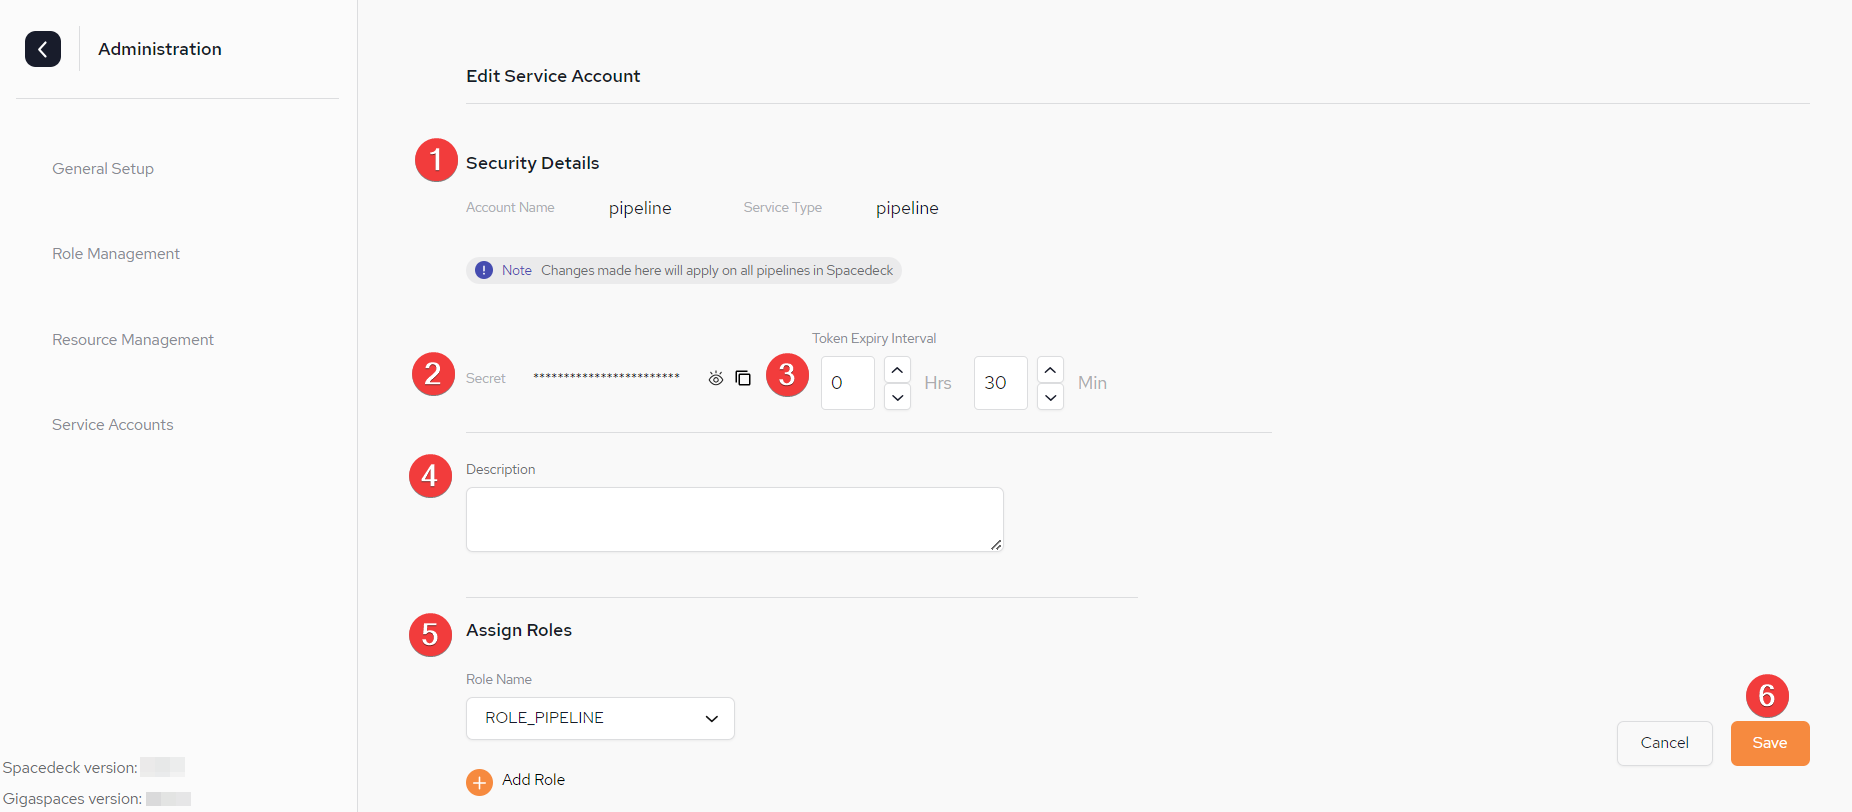 Administration
General Setup
Role Management
Resource Management
Service Accounts
Spacedeck version:
Gigaspaces version:
Edit Service Account
1 Security Details
Account Name pipeline Service Type pipeline
! Note Changes made here will apply on all pipelines in Spacedeck
Token Expiry Interval
2 Secret ************************ 3 0 Hrs 30 Min
4 Description
5 Assign Roles
Role Name
ROLE_PIPELINE
Add Role
6
Cancel Save